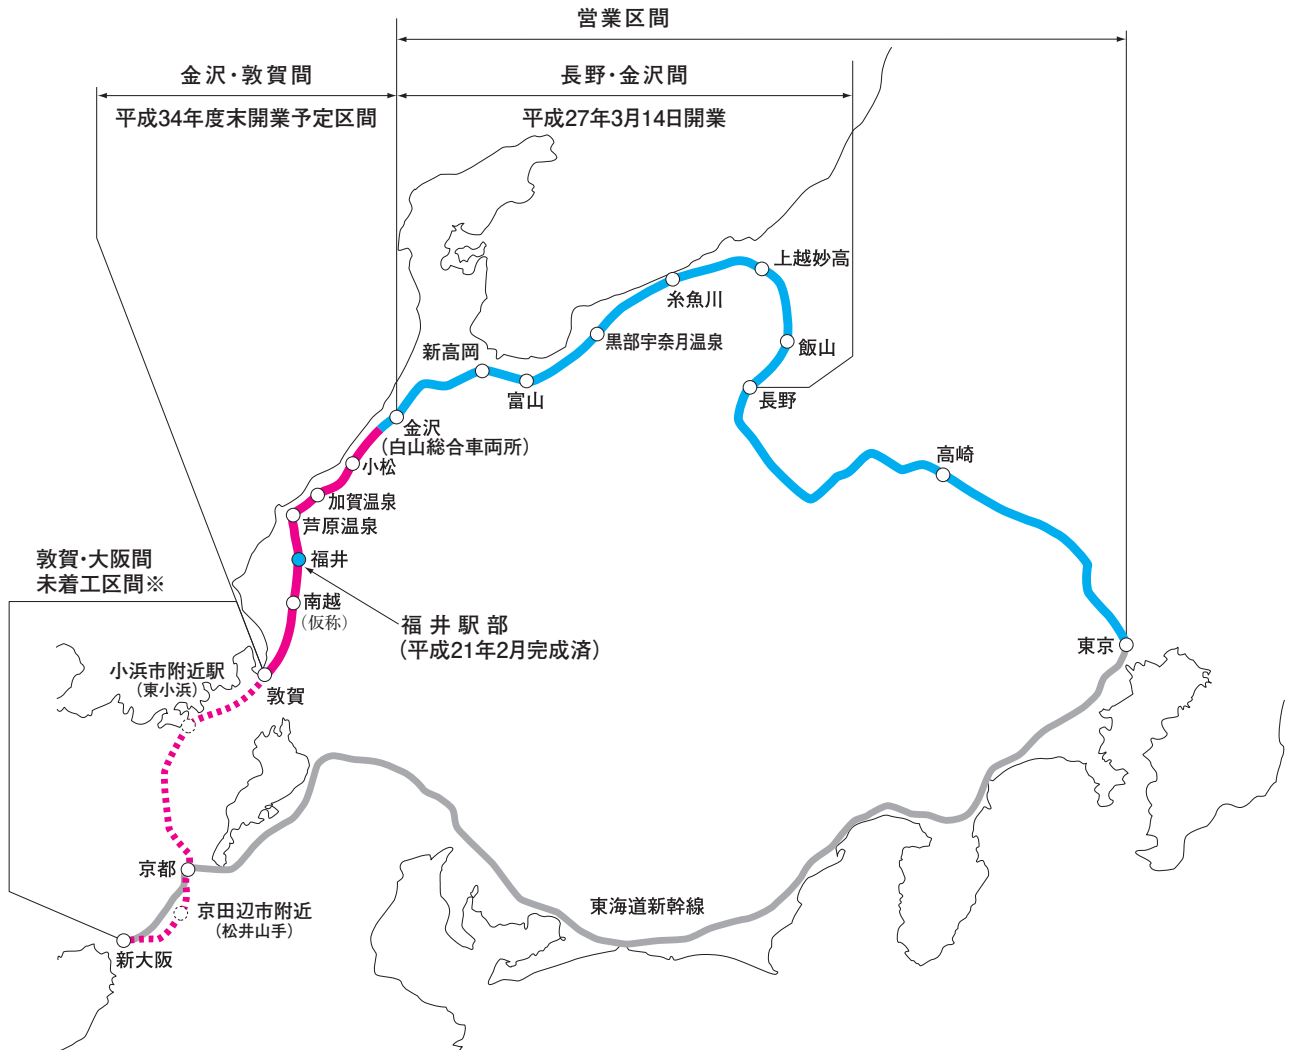 営業区間
金沢・敦賀間
長野・金沢間
平成34年度末開業予定区間
平成27年3月14日開業
上越妙高
糸魚川
黒部宇奈月温泉
飯山
新高岡
富山
長野
金沢
(白山総合車両所)
小松
高崎
加賀温泉
芦原温泉
敦賀・大阪間
未着工区間※
福井
南越
(仮称)
福井駅部
(平成21年2月完成済)
東京
小浜市附近駅
(東小浜)
敦賀
京都
京田辺市附近
(松井山手)
東海道新幹線
新大阪